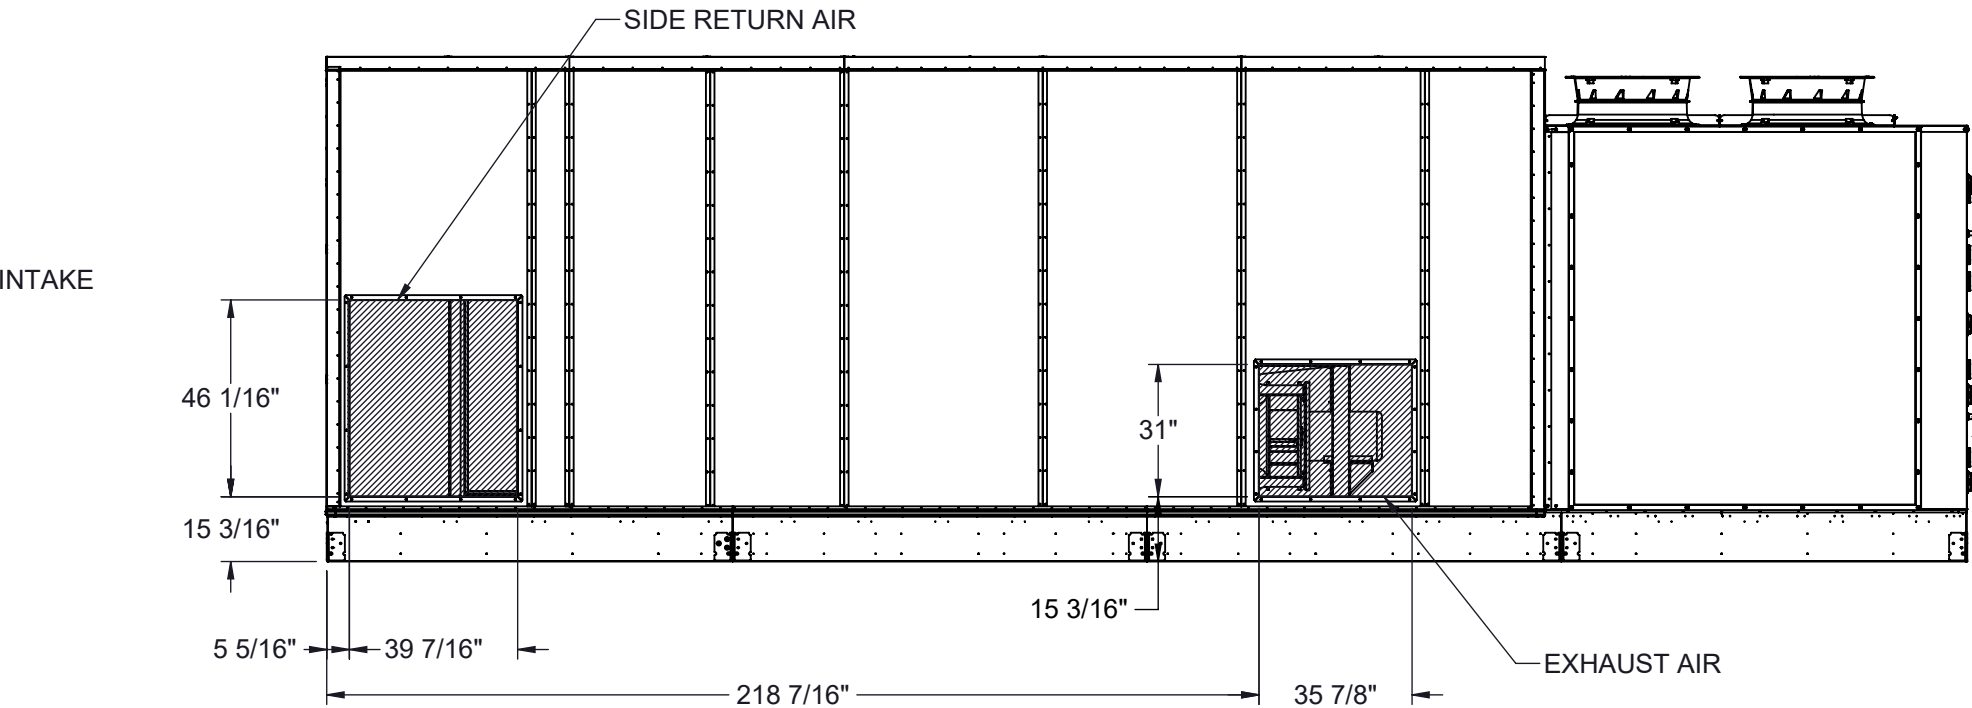 SIDE RETURN AIR
INTAKE
46 1/16"
31"
15 3/16"
15 3/16"
5 5/16"
39 7/16"
EXHAUST AIR
218 7/16"
35 7/8"